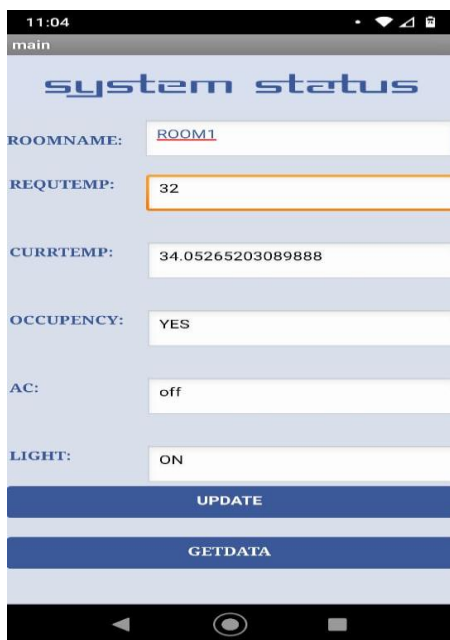 11:04
main
system status
ROOMNAME: ROOM1
REQUTEMP: 32
CURRTEMP: 34.05265203089888
OCCUPENCY: YES
AC: off
LIGHT: ON
UPDATE
GETDATA